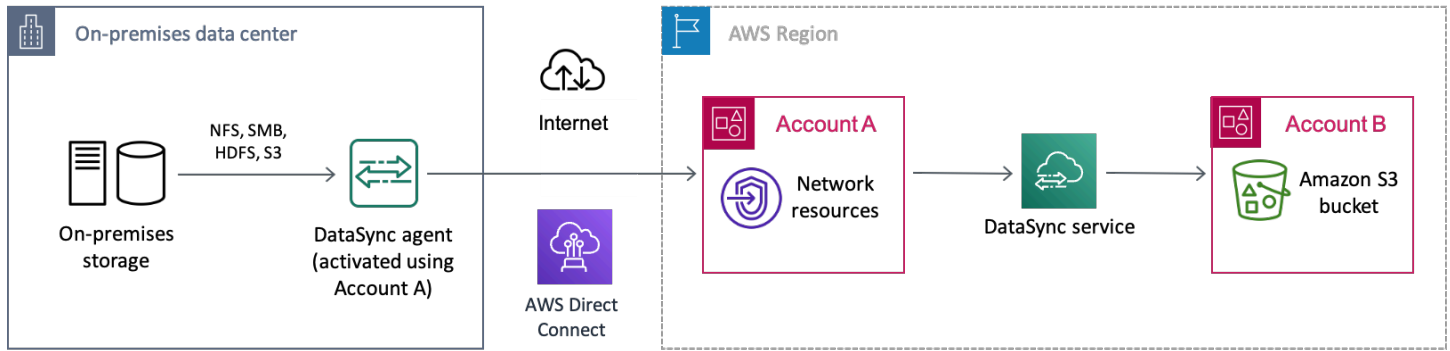 On-premises data center
NFS, SMB,
HDFS, S3
On-premises
storage
DataSync agent
(activated using
Account A)
Internet
AWS Direct
Connect
AWS Region
Account A
Network
resources
DataSync service
Account B
Amazon S3
bucket